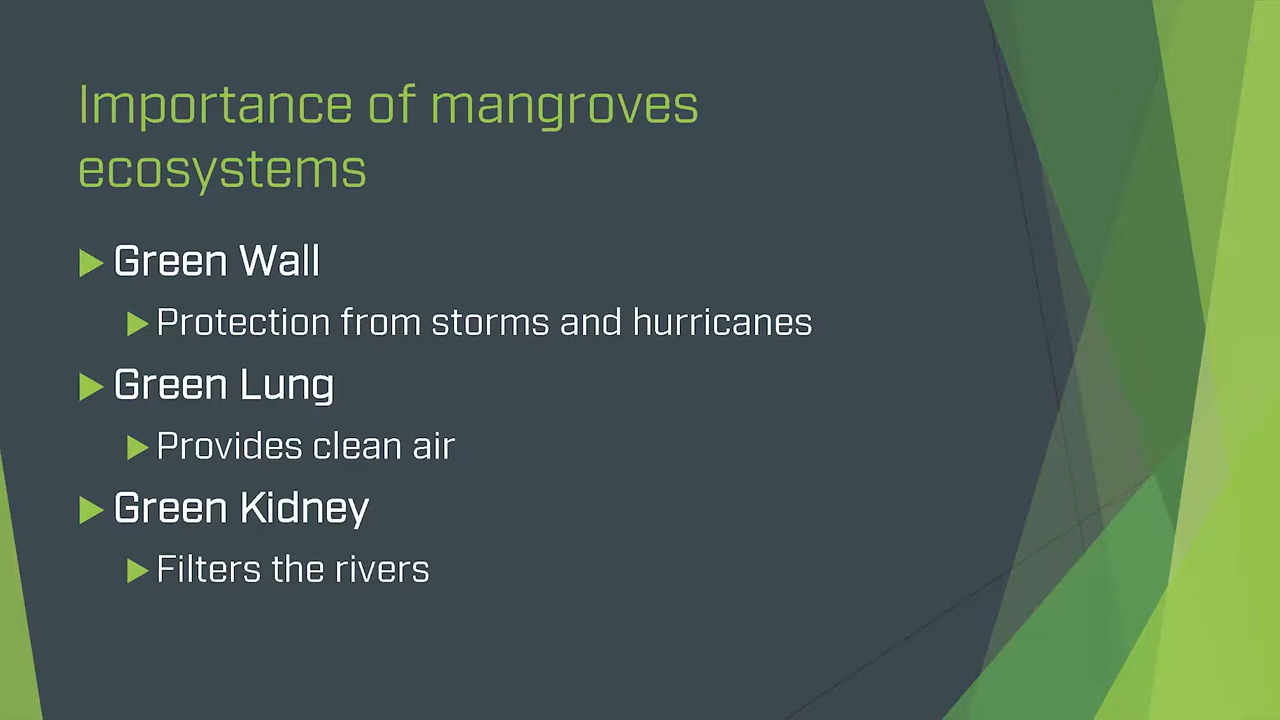 Importance of mangroves
ecosystems
Green Wall
Protection from storms and hurricanes
Green Lung
Provides clean air
Green Kidney
Filters the rivers